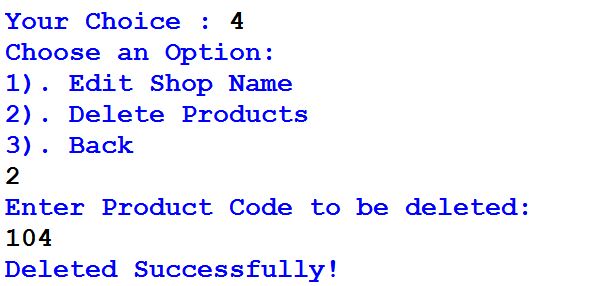 Your Choice : 4
Choose an Option:
1). Edit Shop Name
2). Delete Products
3). Back
2
Enter Product Code to be deleted:
104
Deleted Successfully!